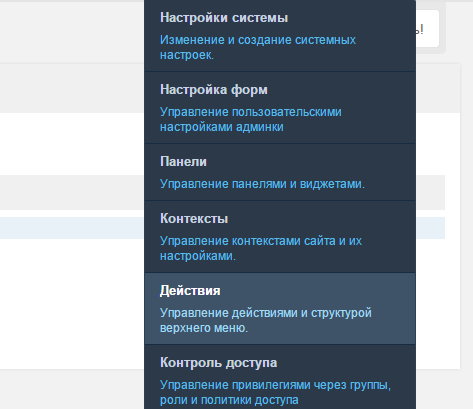 Настройки системы
Изменение и создание системных
настроек.
Настройка форм
Управление пользовательскими
настройками админки
Панели
Управление панелями и виджетами.
Контексты
Управление контекстами сайта и их
настройками.
Действия
Управление действиями и структурой
верхнего меню.
Контроль доступа
Управление привилегиями через группы,
роли и политики доступа